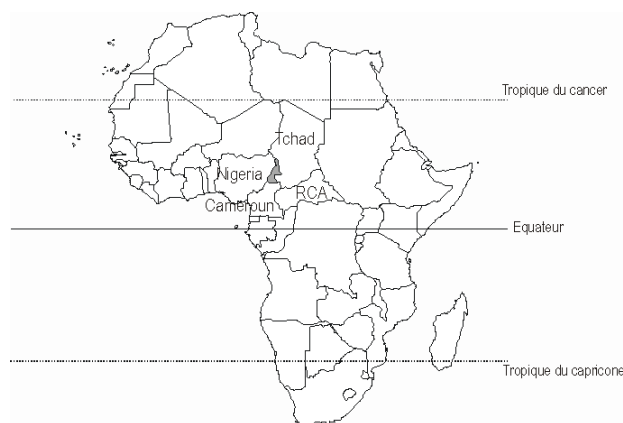 Tropique du cancer
Tchad
Nigeria
RCA
Cameroun
Equateur
Tropique du capricone